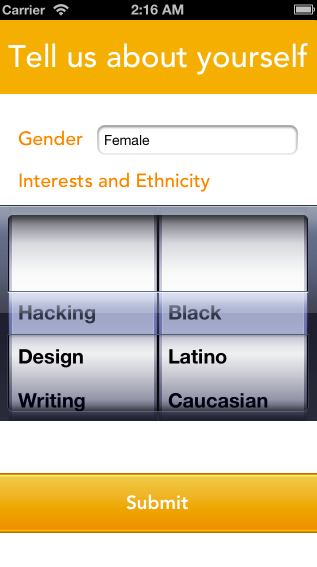 Carrier 2:16 AM
Tell us about yourself
Gender Female
Interests and Ethnicity
Hacking Black
Design Latino
Writing Caucasian
Submit